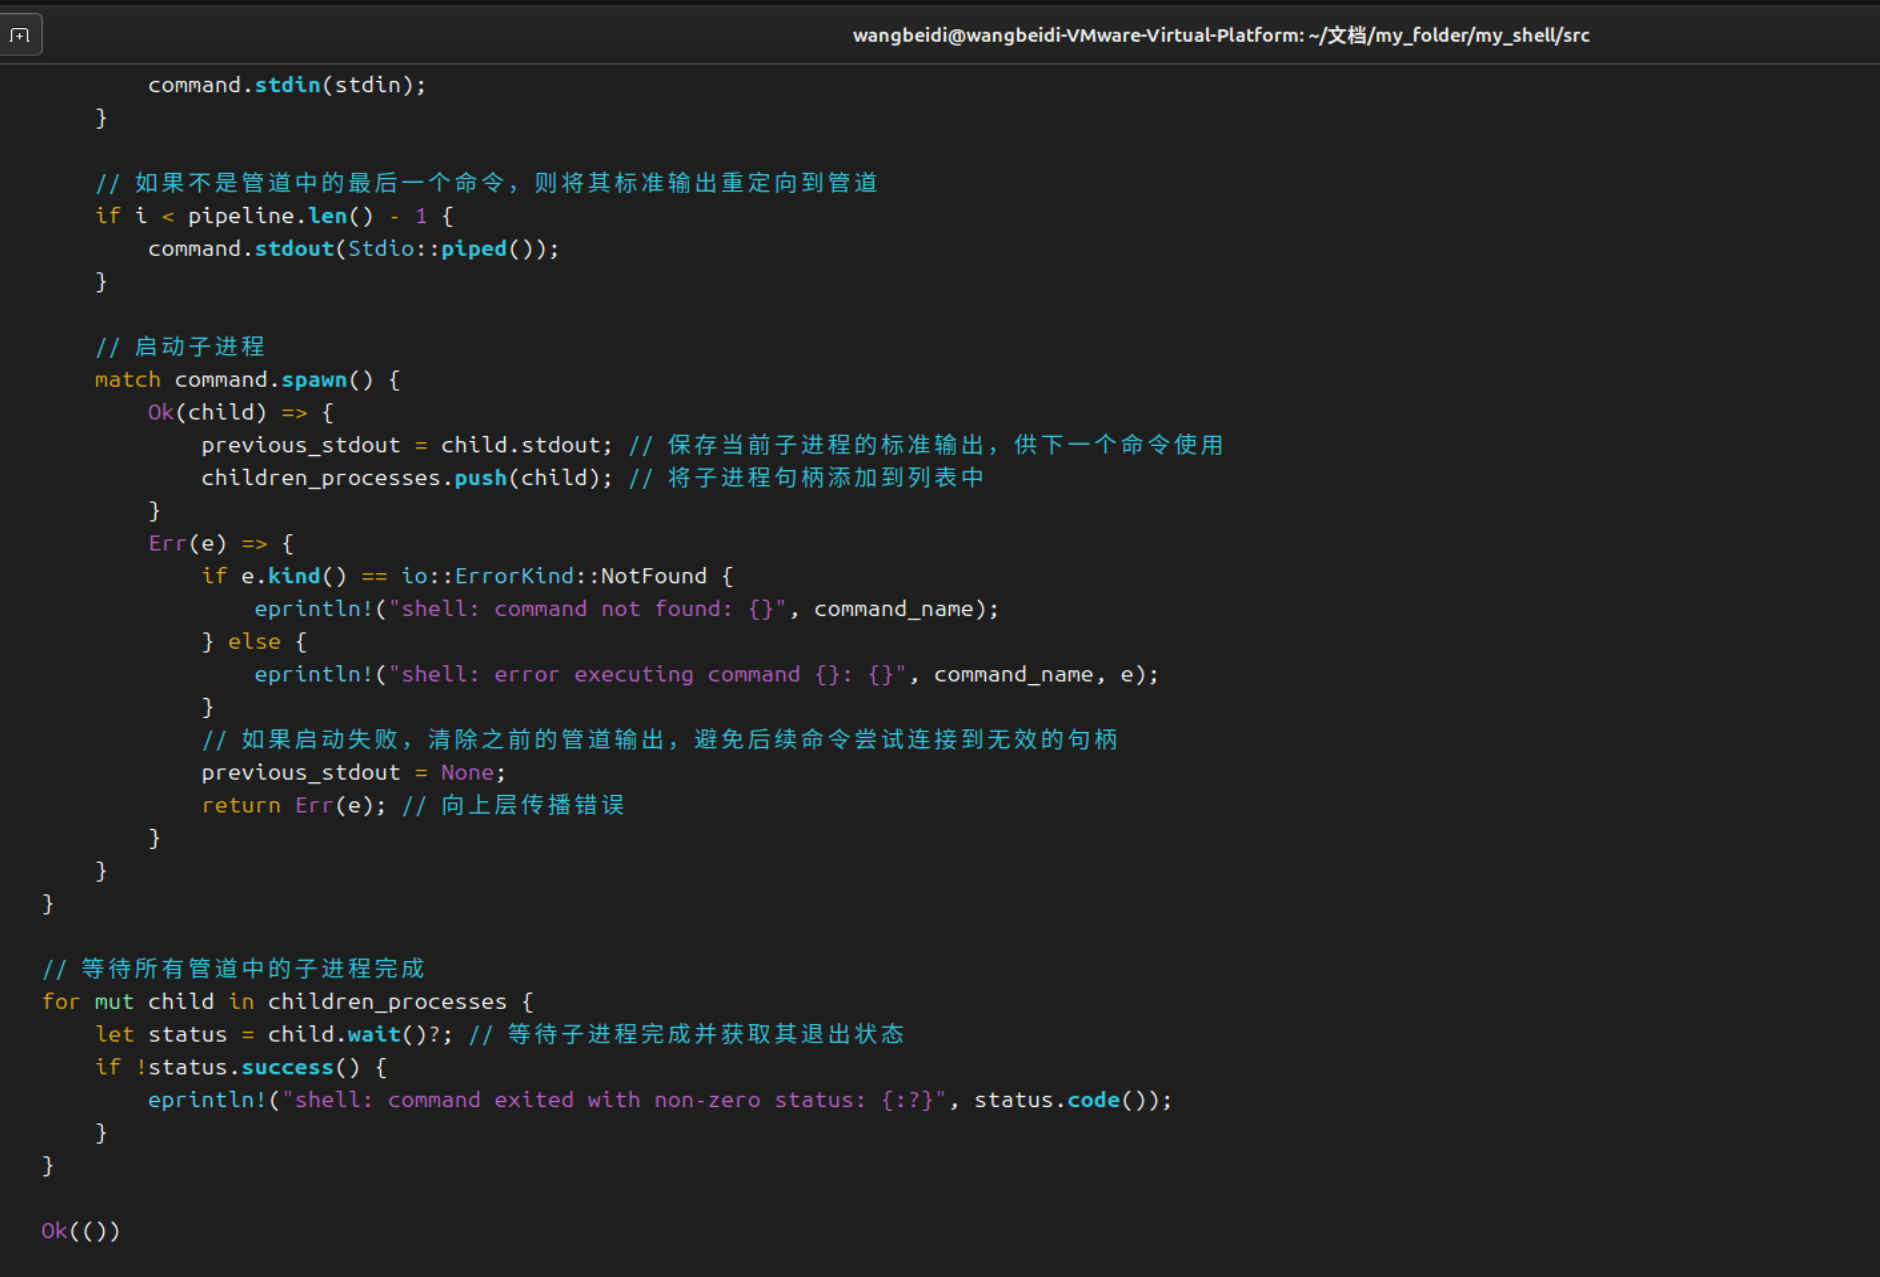 wangbeidi@wangbeidi-VMware-Virtual-Platform: ~/文档/my_folder/my_shell/src
            command.stdin(stdin);
        }

        // 如果不是管道中的最后一个命令，则将其标准输出重定向到管道
        if i < pipeline.len() - 1 {
            command.stdout(Stdio::piped());
        }

        // 启动子进程
        match command.spawn() {
            Ok(child) => {
                previous_stdout = child.stdout; // 保存当前子进程的标准输出，供下一个命令使用
                children_processes.push(child); // 将子进程句柄添加到列表中
            }
            Err(e) => {
                if e.kind() == io::ErrorKind::NotFound {
                    eprintln!("shell: command not found: {}", command_name);
                } else {
                    eprintln!("shell: error executing command {}: {}", command_name, e);
                }
                // 如果启动失败，清除之前的管道输出，避免后续命令尝试连接到无效的句柄
                previous_stdout = None;
                return Err(e); // 向上层传播错误
            }
        }
    }

    // 等待所有管道中的子进程完成
    for mut child in children_processes {
        let status = child.wait()?; // 等待子进程完成并获取其退出状态
        if !status.success() {
            eprintln!("shell: command exited with non-zero status: {:?}", status.code());
        }
    }

    Ok(())